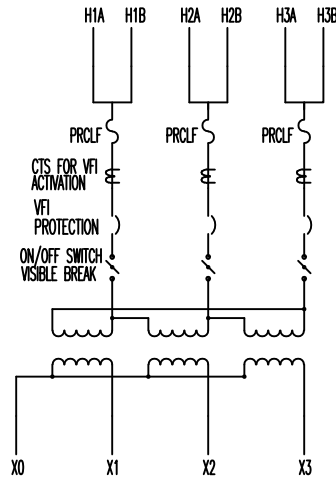 H1A H1B H2A H2B H3A H3B
PRCLF PRCLF PRCLF
CTS FOR VFI
ACTIVATION
VFI
PROTECTION
ON/OFF SWITCH
VISIBLE BREAK
X0 X1 X2 X3